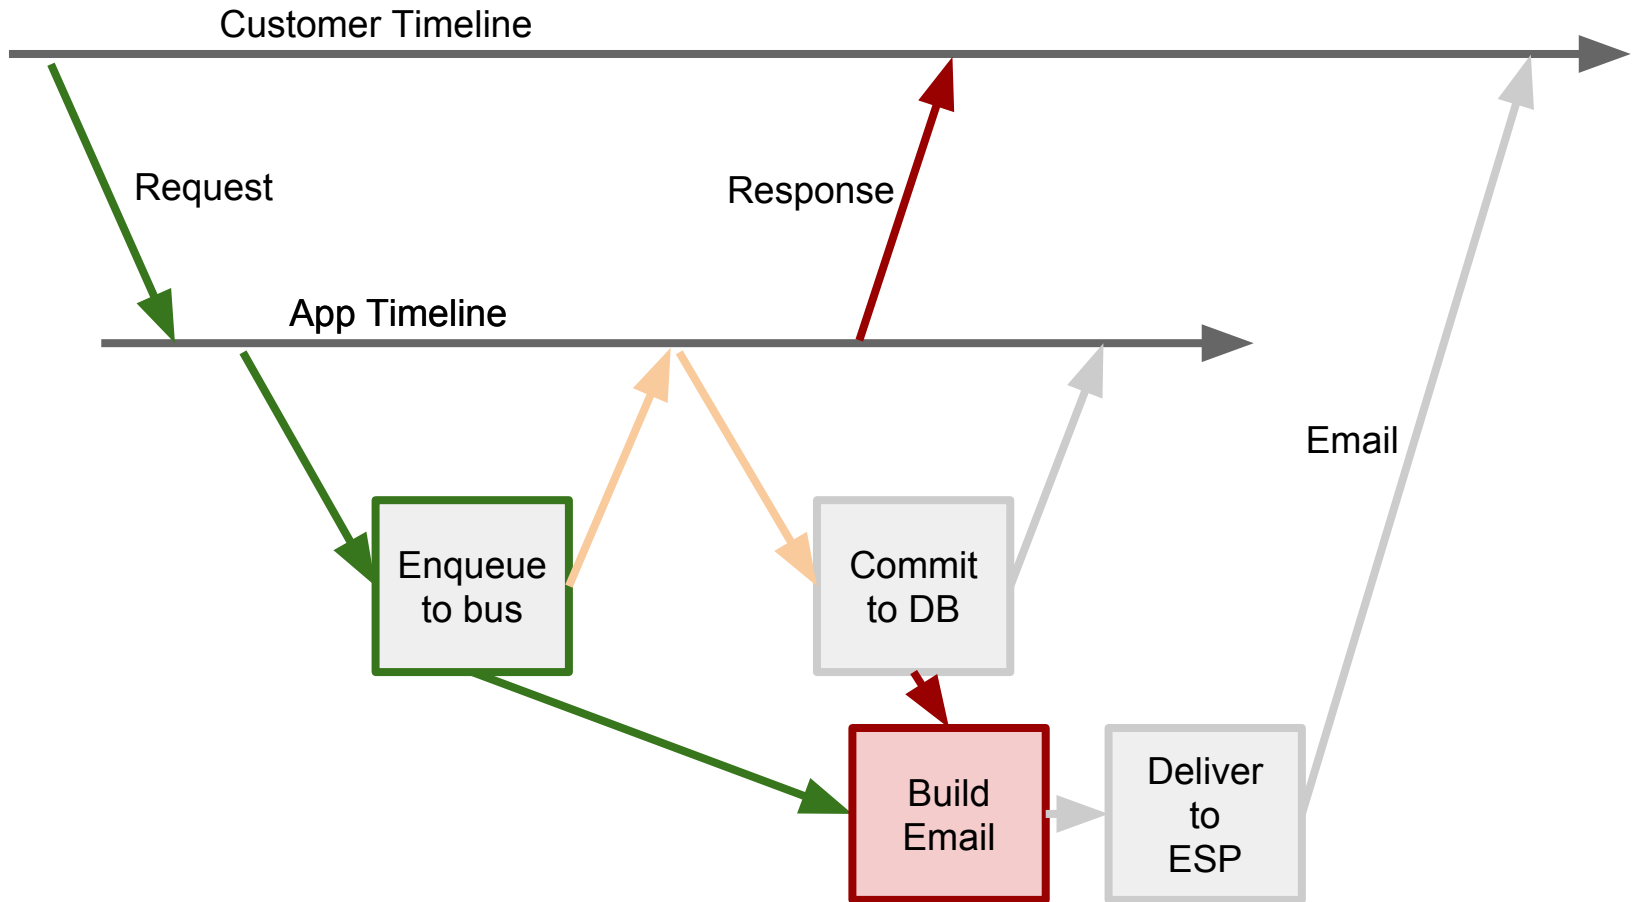 Customer Timeline
Request
Response
App Timeline
Email
Enqueue
to bus
Commit
to DB
Build
Email
Deliver
to
ESP